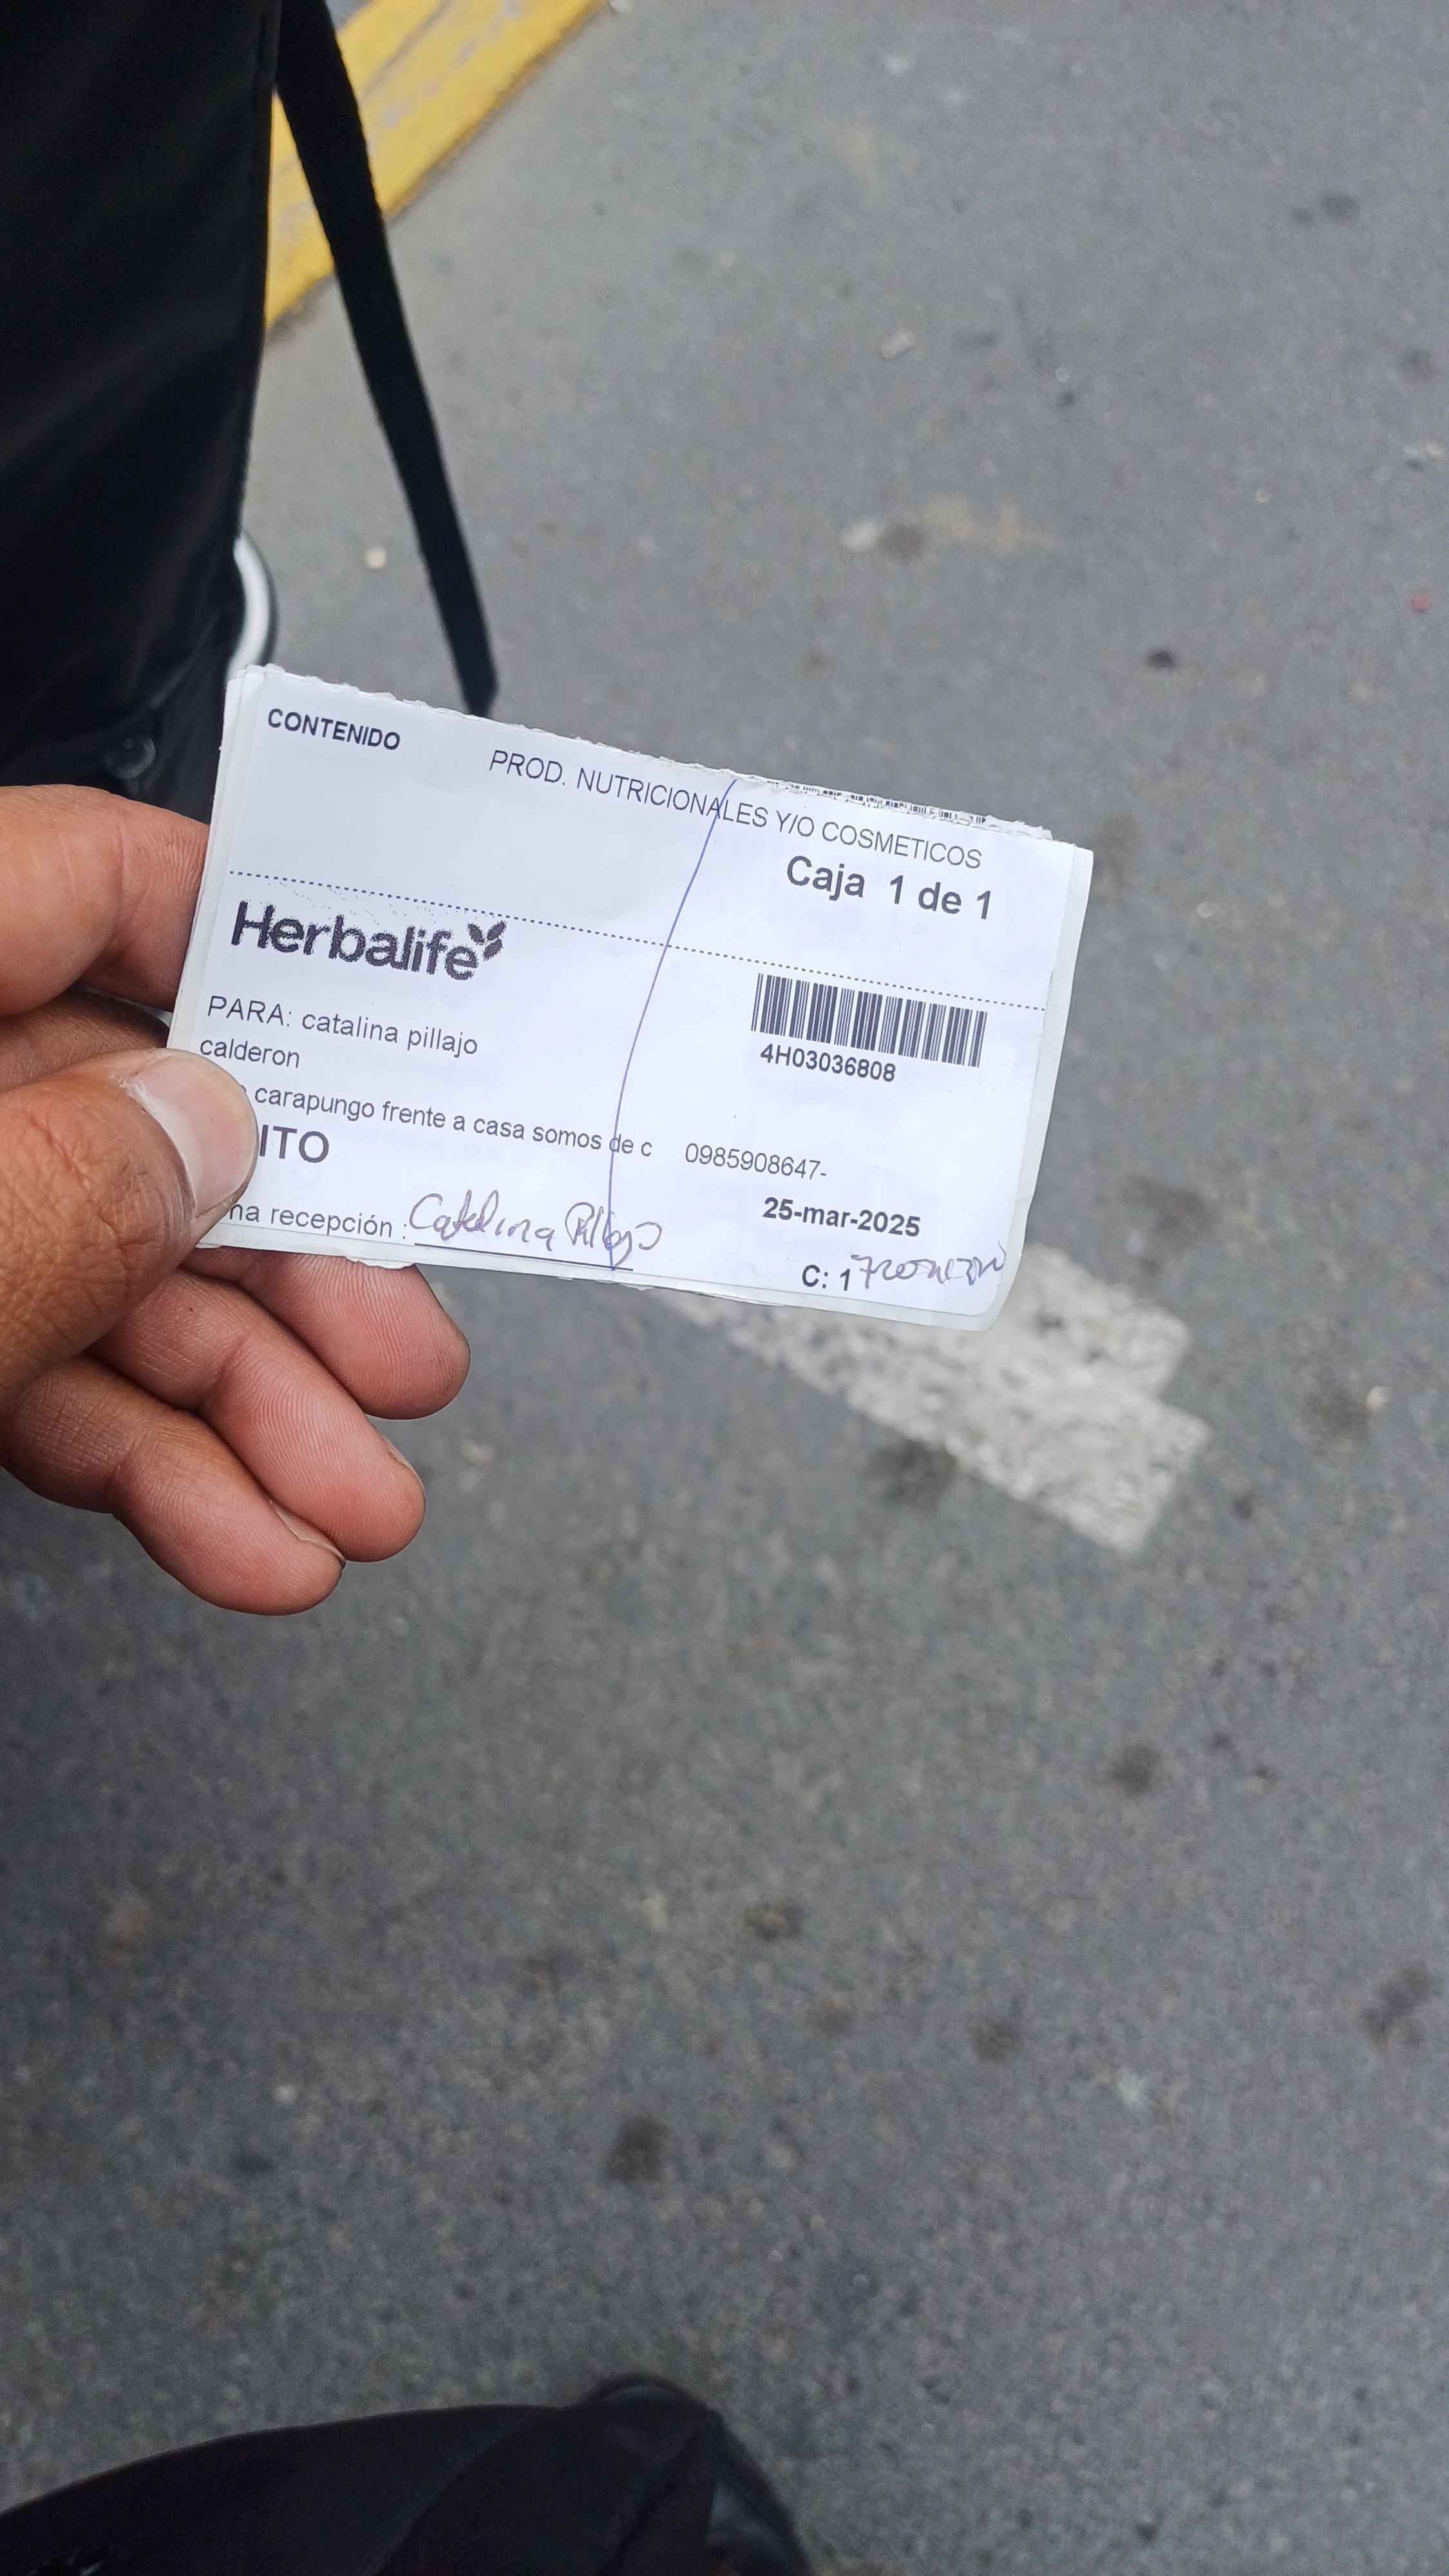 CONTENIDO
PROD. NUTRICIONALES Y/O COSMETICOS
Caja 1 de 1
Herbalife
PARA: catalina pillajo
calderon
4H03036808
carapungo frente a casa somos de c 0985908647-
ITO
25-mar-2025
na recepción : Catalina Pillajo
C: 1